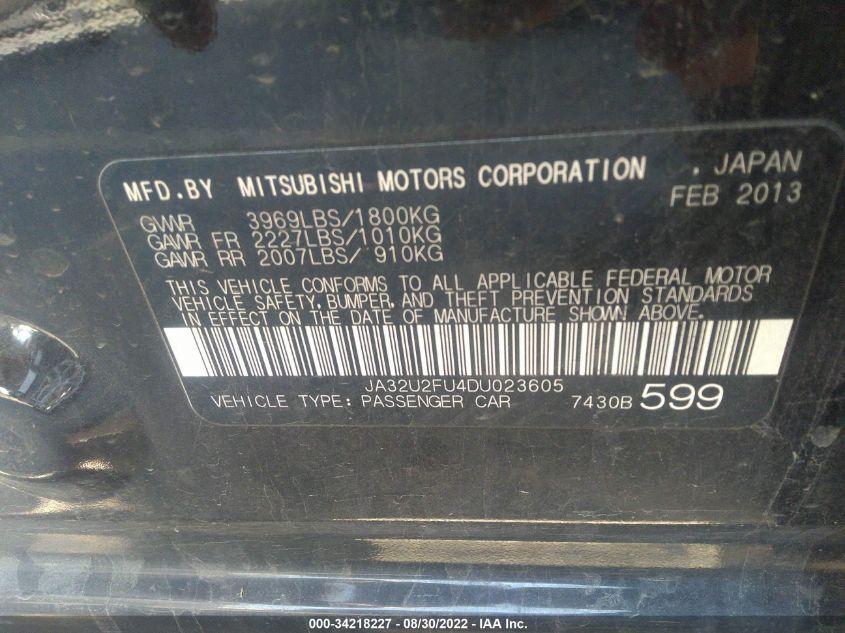 MFD.BY MITSUBISHI MOTORS CORPORATION , JAPAN
FEB 2013
GVWR 3969LBS/1800KG
GAWR FR 2227LBS/1010KG
GAWR RR 2007LBS/ 910KG
THIS VEHICLE CONFORMS TO ALL APPLICABLE FEDERAL MOTOR
VEHICLE SAFETY, BUMPER, AND THEFT PREVENTION STANDARDS
IN EFFECT ON THE DATE OF MANUFACTURE SHOWN ABOVE.
JA32U2FU4DU023605
VEHICLE TYPE: PASSENGER CAR 7430B 599
000-34218227 - 08/30/2022 - IAA Inc.